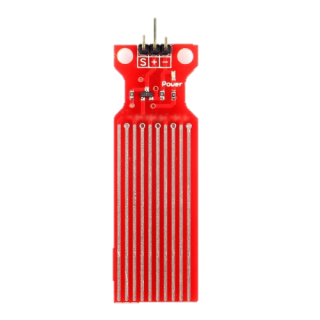 S + -
Power